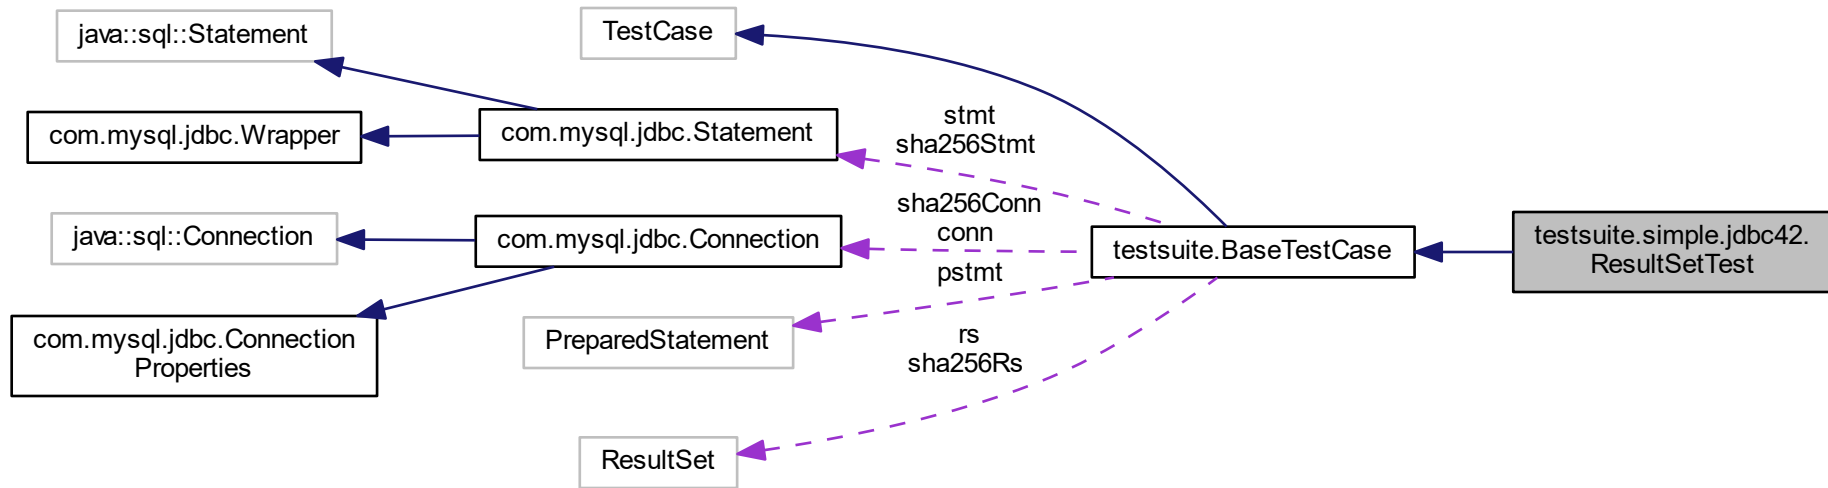 java::sql::Statement
TestCase
com.mysql.jdbc.Wrapper
com.mysql.jdbc.Statement
stmt
sha256Stmt
java::sql::Connection
com.mysql.jdbc.Connection
sha256Conn
conn
testsuite.BaseTestCase
testsuite.simple.jdbc42.
ResultSetTest
pstmt
com.mysql.jdbc.Connection
Properties
PreparedStatement
rs
sha256Rs
ResultSet